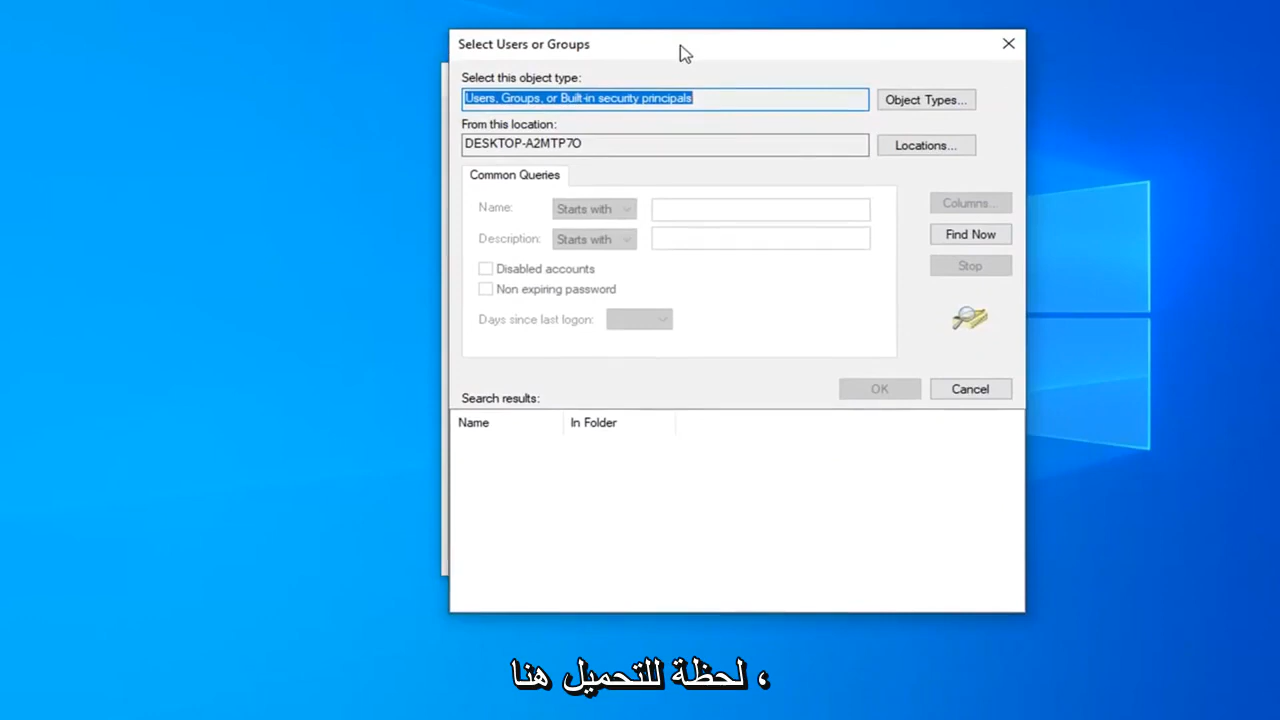 Select Users or Groups
Select this object type:
Users, Groups, or Built-in security principals
Object Types...
From this location:
DESKTOP-A2MTP7O
Locations...
Common Queries
Name:
Starts with
Columns...
Find Now
Description:
Starts with
Stop
Disabled accounts
Non expiring password
Days since last logon:
OK
Cancel
Search results:
Name
In Folder
، لحظة للتحميل هنا